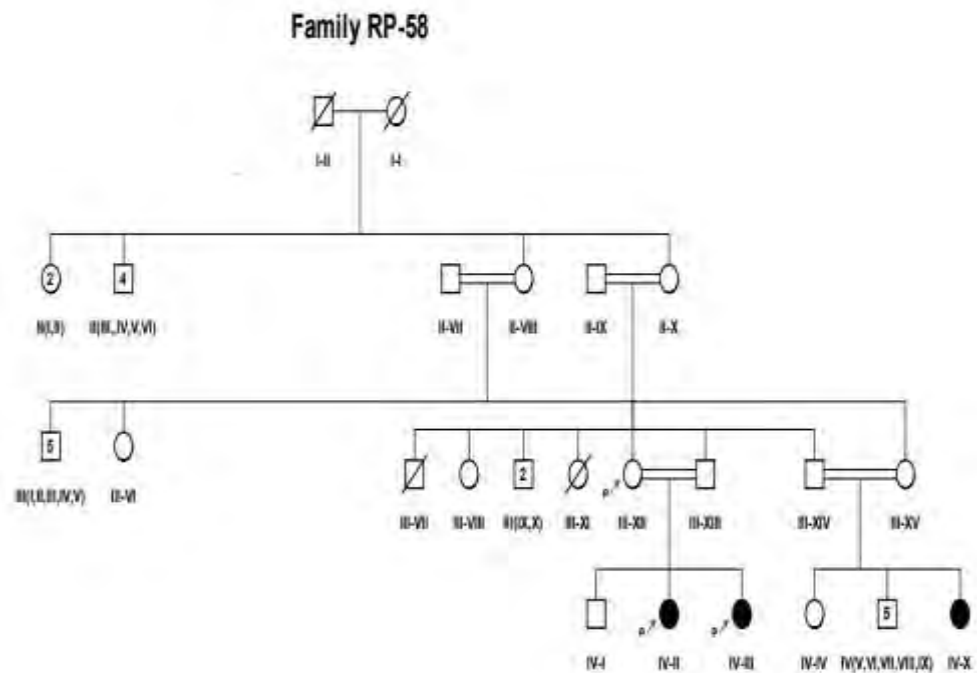 Family RP-58
I-II I-I
2 4
II(I,II) II(III,,IV,V,VI) II-VII II-VIII II-IX II-X
5 2
III(I,II,III,IV,V) III-VI
P
III-VII III-VIII III(IX,X) III-XI III-XII III-XIII III-XIV III-XV
P P 5
IV-I IV-II IV-III IV-IV IV(V,VI,VII,VIII,IX) IV-X